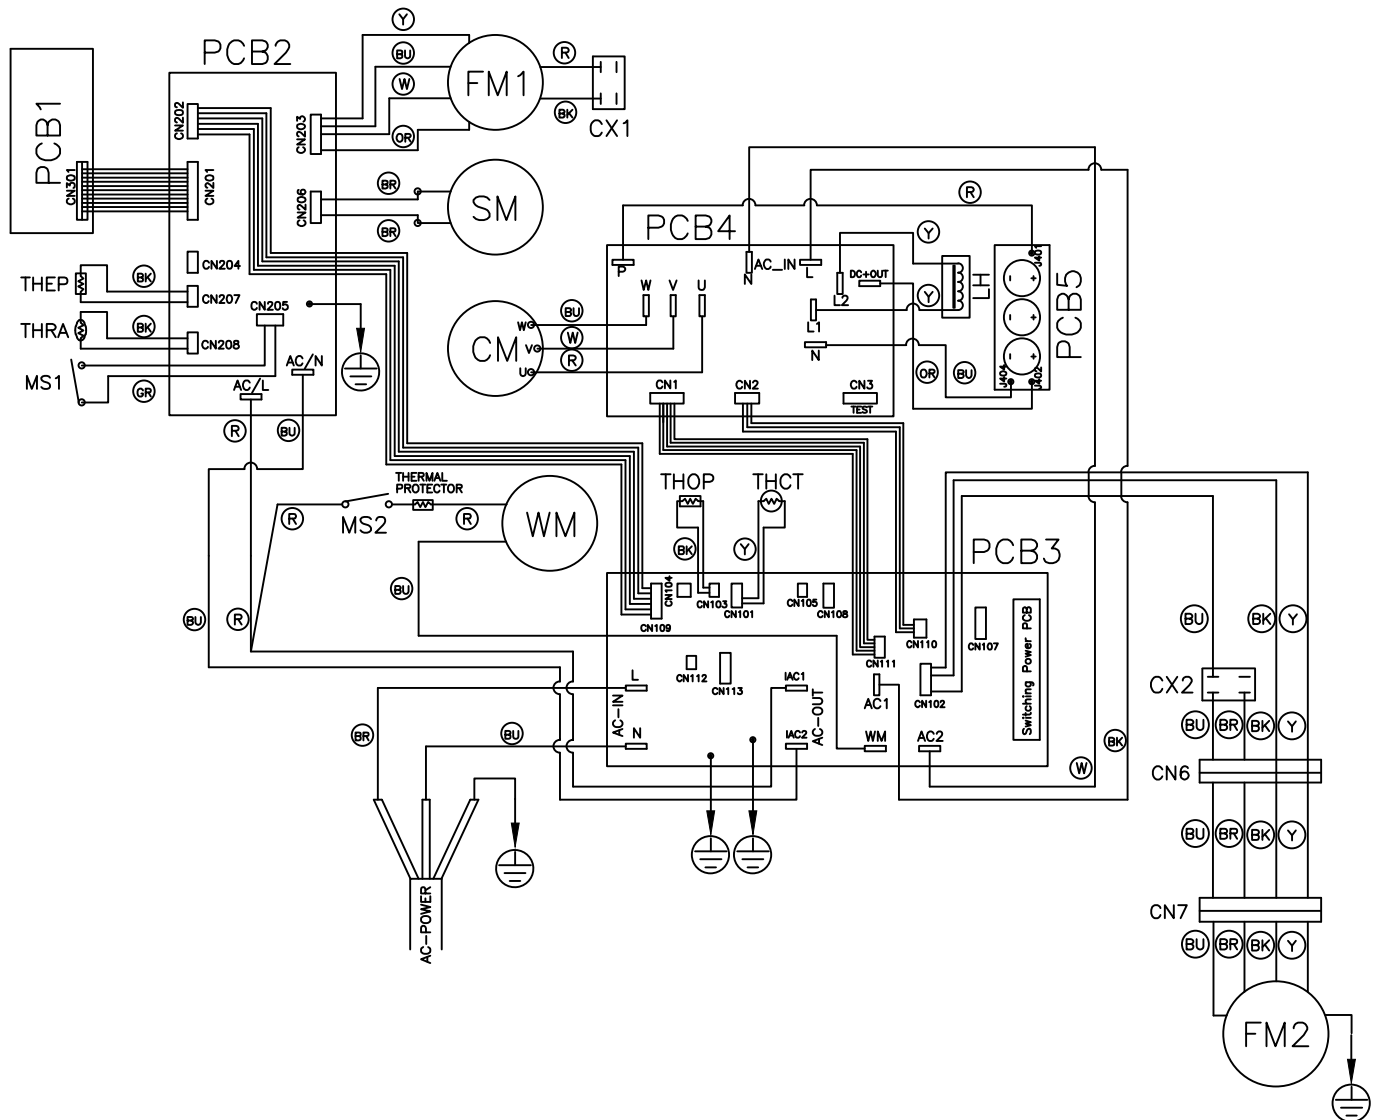 Y
PCB2
BU
R
FM1
W
PCB1
CN202
CN203
BK
CX1
OR
CN301
CN201
BR
CN206
SM
BR
R
PCB4
Y
CN204
P
AC_IN
N
L
DC+OUT
J401
THEP
BK
CN207
W
V
U
L2
LH
PCB5
CN205
BU
Y
THRA
BK
CN208
W
L1
CM
V
W
N
AC/N
R
MS1
U
OR
BU
J404
J402
GR
AC/L
CN1
CN2
CN3
TEST
R
BU
THERMAL
PROTECTOR
THOP
THCT
R
MS2
R
WM
BK
Y
PCB3
BU
CN104
CN103
CN101
CN105
CN108
CN109
BU
R
CN110
CN107
Switching Power PCB
BU
BK
Y
CN111
L
CN112
CN113
IAC1
AC1
CN102
CX2
AC-IN
AC-OUT
BR
BU
N
IAC2
WM
AC2
BK
BU
BR
BK
Y
W
CN6
BU
BR
BK
Y
AC-POWER
CN7
BU
BR
BK
Y
FM2